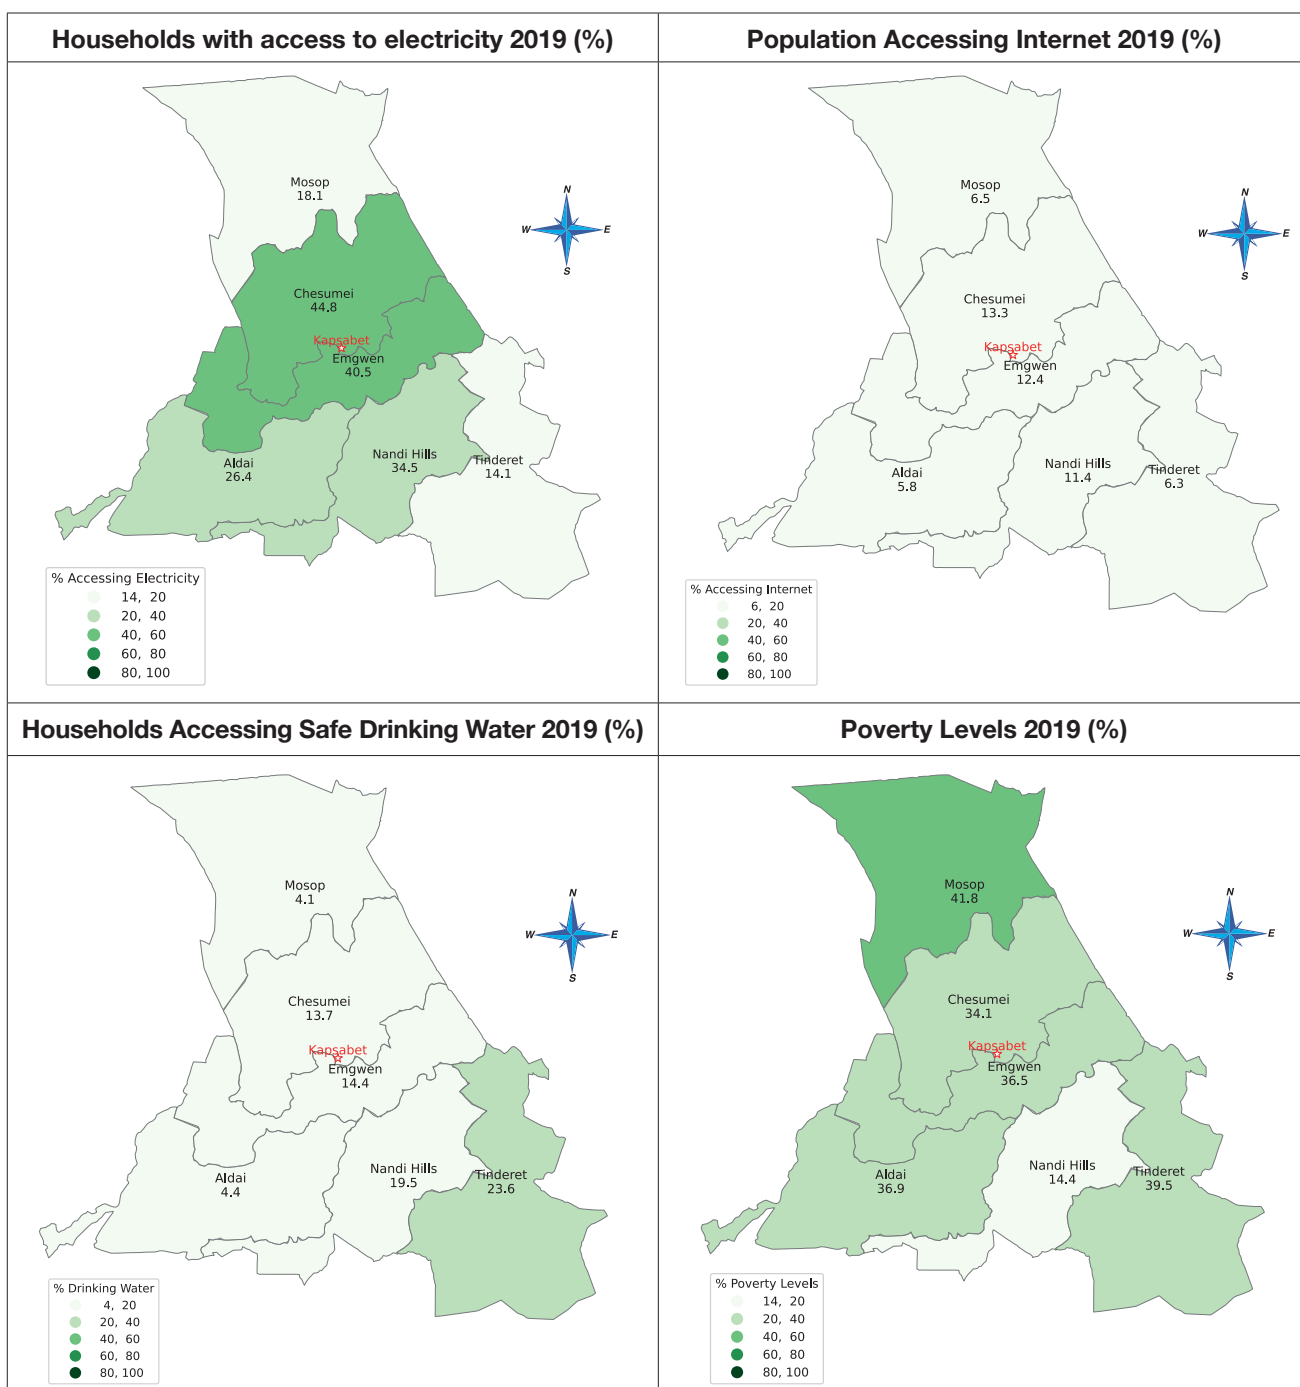 Households with access to electricity 2019 (%)
Population Accessing Internet 2019 (%)
Mosop
18.1
N
W
E
S
Chesumei
44.8
Kapsabet
Emgwen
40.5
Nandi Hills
34.5
Aldai
26.4
Tinderet
14.1
% Accessing Electricity
14, 20
20, 40
40, 60
60, 80
80, 100
Mosop
6.5
N
W
E
S
Chesumei
13.3
Kapsabet
Emgwen
12.4
Nandi Hills
11.4
Aldai
5.8
Tinderet
6.3
% Accessing Internet
6, 20
20, 40
40, 60
60, 80
80, 100
Households Accessing Safe Drinking Water 2019 (%)
Poverty Levels 2019 (%)
Mosop
4.1
N
W
E
S
Chesumei
13.7
Kapsabet
Emgwen
14.4
Nandi Hills
19.5
Aldai
4.4
Tinderet
23.6
% Drinking Water
4, 20
20, 40
40, 60
60, 80
80, 100
Mosop
41.8
N
W
E
S
Chesumei
34.1
Kapsabet
Emgwen
36.5
Nandi Hills
14.4
Aldai
36.9
Tinderet
39.5
% Poverty Levels
14, 20
20, 40
40, 60
60, 80
80, 100